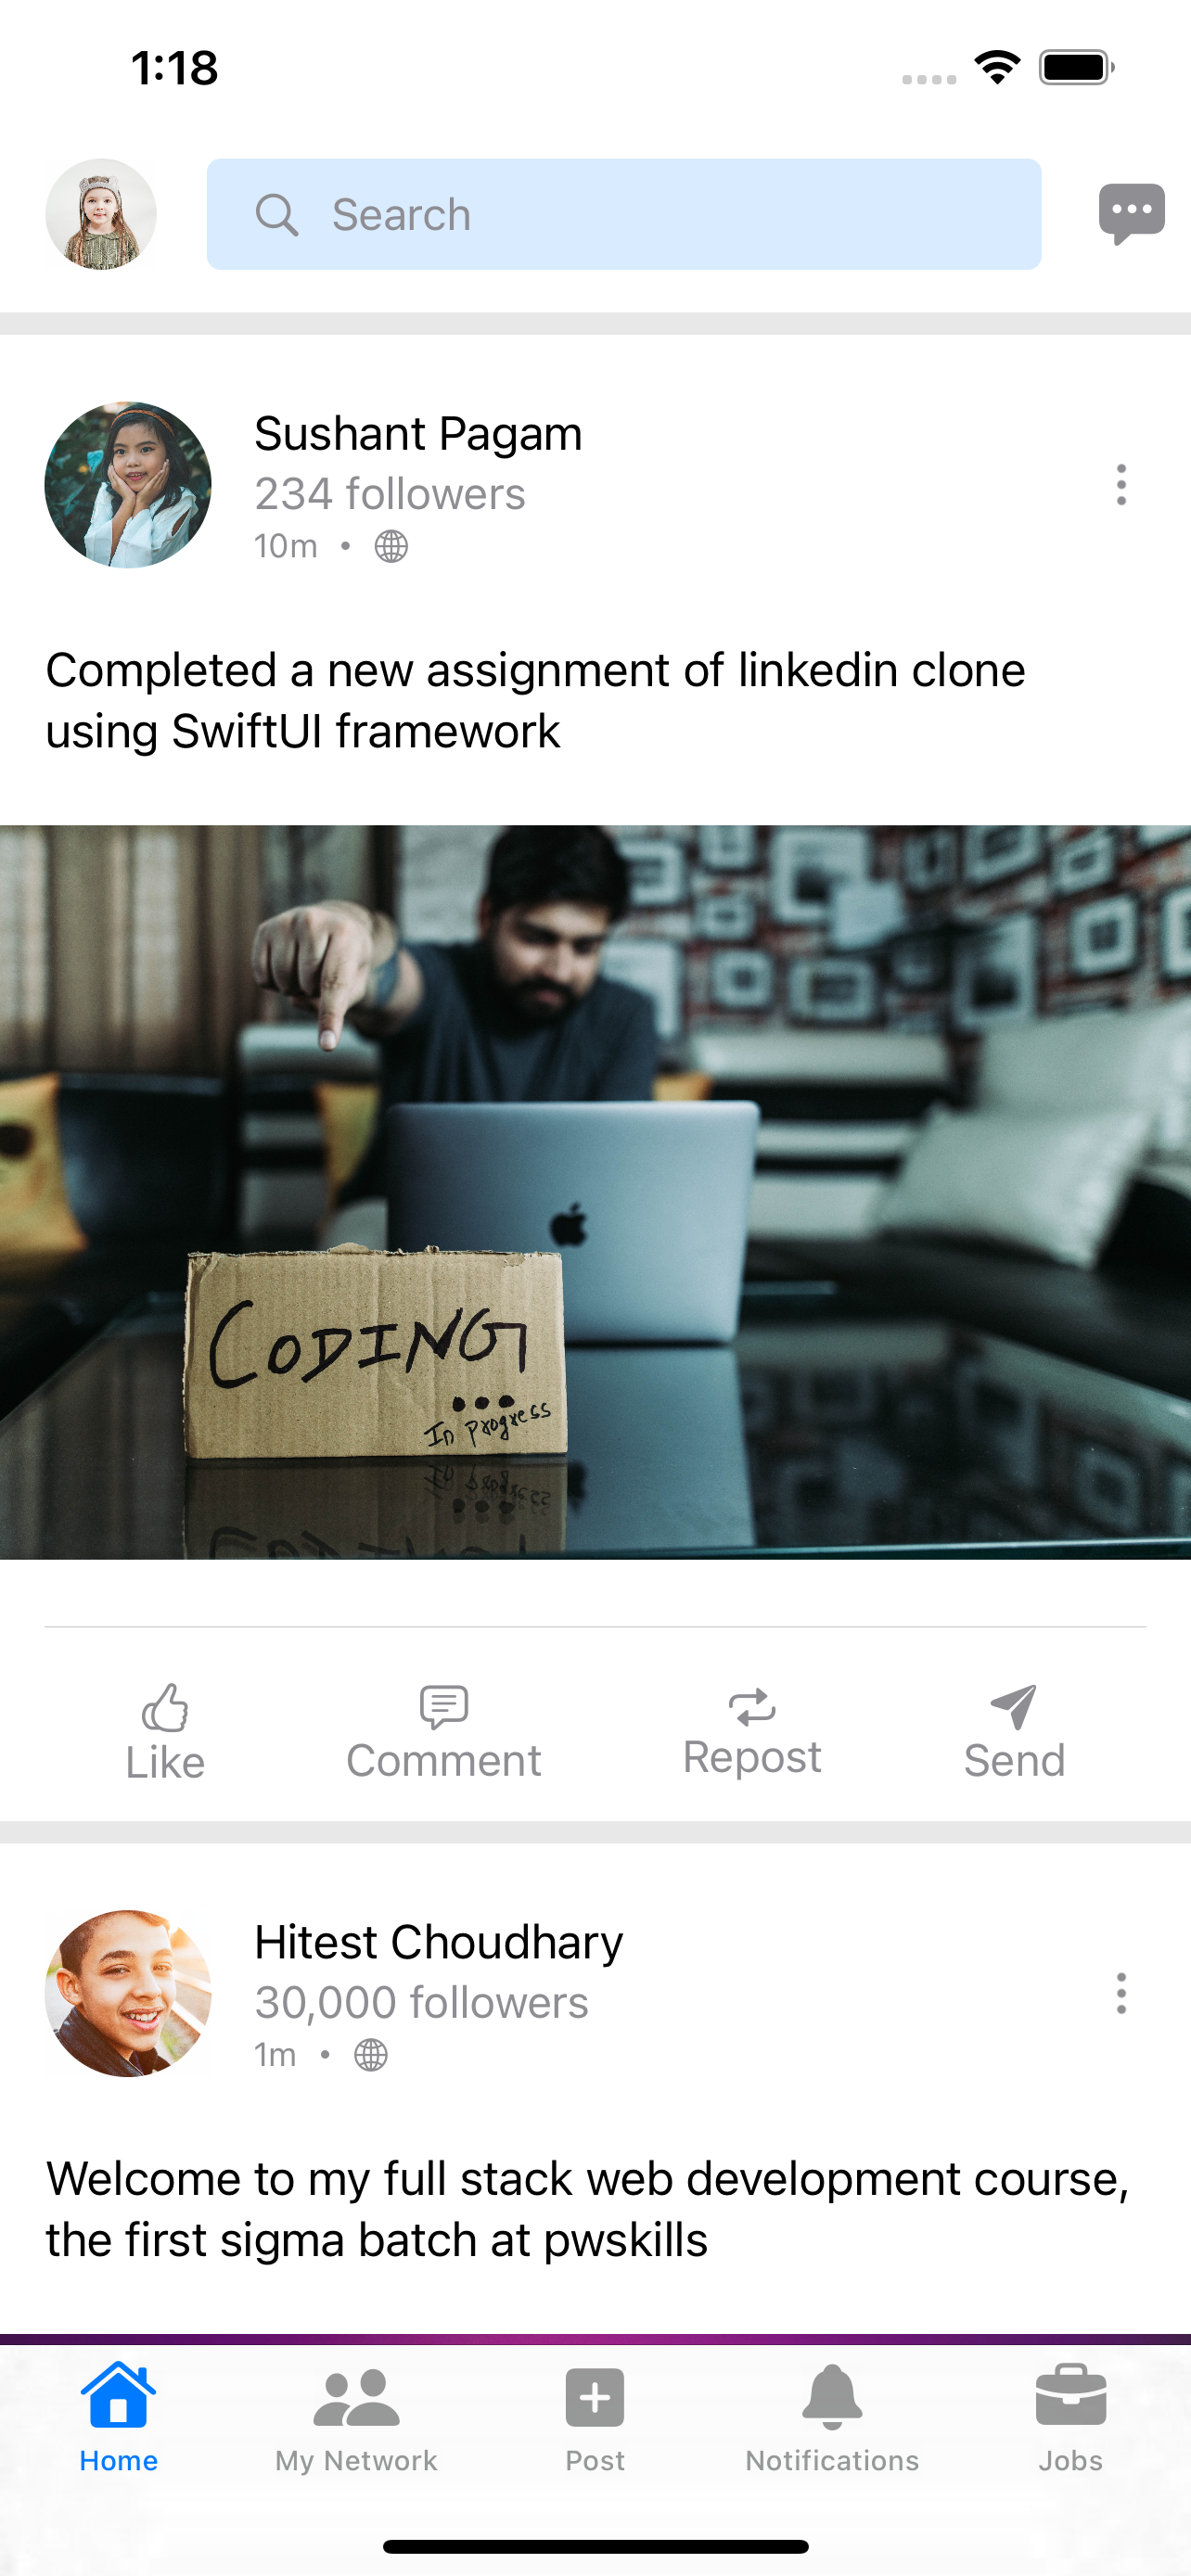 1:18
Search
Sushant Pagam
234 followers
10m •
Completed a new assignment of linkedin clone
using SwiftUI framework
CODING
...
In progress
Like
Comment
Repost
Send
Hitest Choudhary
30,000 followers
1m •
Welcome to my full stack web development course,
the first sigma batch at pwskills
Home
My Network
Post
Notifications
Jobs